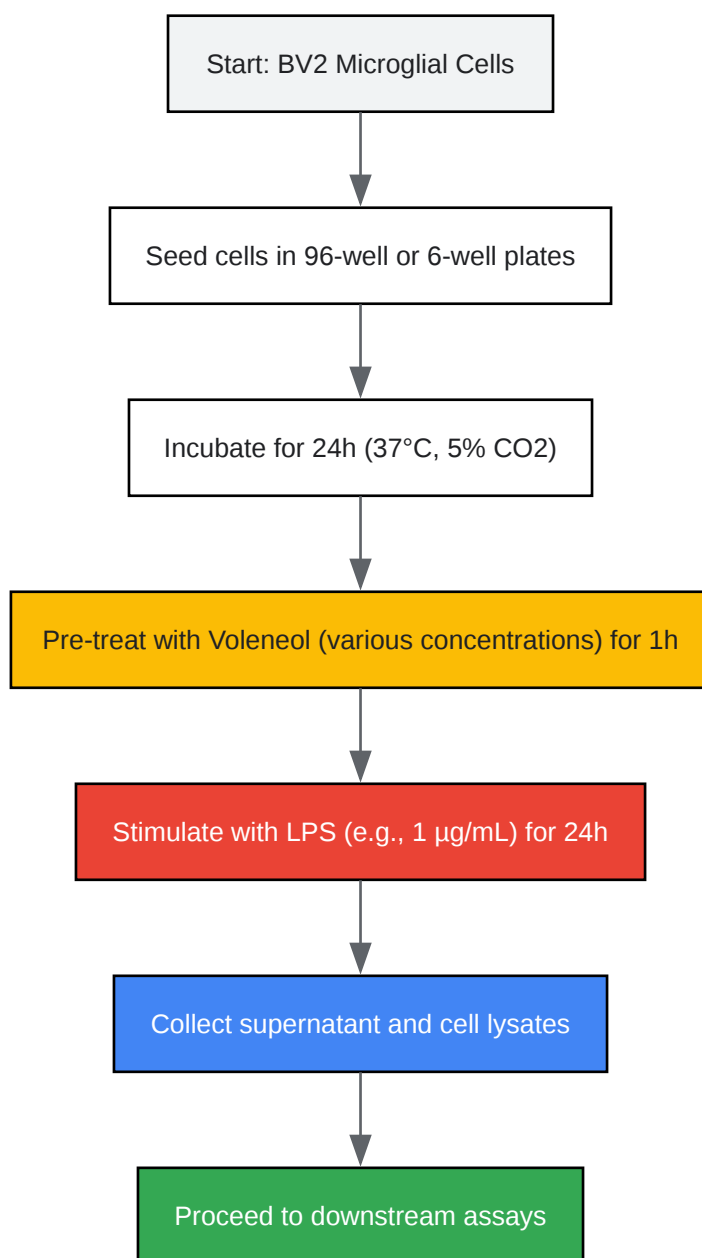 Start: BV2 Microglial Cells
Seed cells in 96-well or 6-well plates
Incubate for 24h (37°C, 5% CO2)
Pre-treat with Voleneol (various concentrations) for 1h
Stimulate with LPS (e.g., 1 µg/mL) for 24h
Collect supernatant and cell lysates
Proceed to downstream assays